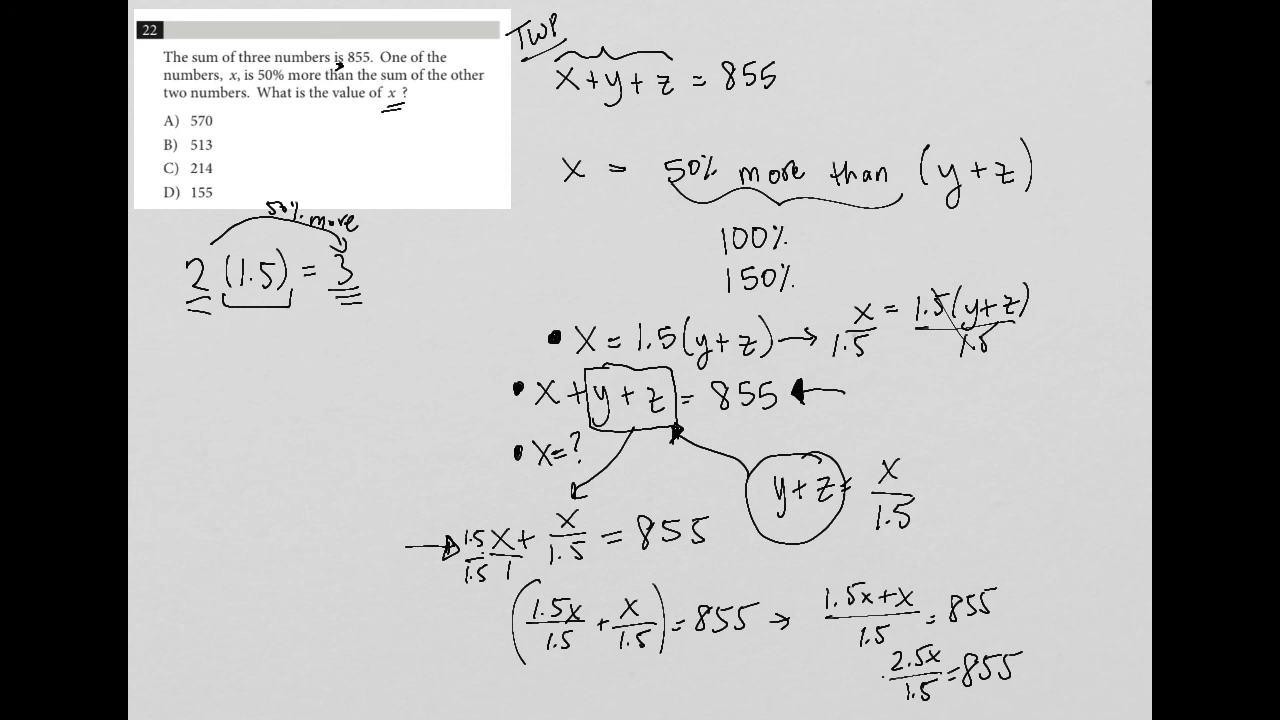 22
The sum of three numbers is 855. One of the
numbers, x, is 50% more than the sum of the other
two numbers. What is the value of x ?
A) 570
B) 513
C) 214
D) 155
50% more
2 (1.5) = 3
TWP
x+y+z = 855
x = 50% more than (y+z)
100%
150%
x = 1.5(y+z) → x/1.5 = 1.5(y+z)/1.5
x+y+z = 855
x=?
y+z = x/1.5
1.5/1.5 x/1 + x/1.5 = 855
(1.5x/1.5 + x/1.5) = 855 → 1.5x+x/1.5 = 855
2.5x/1.5 = 855